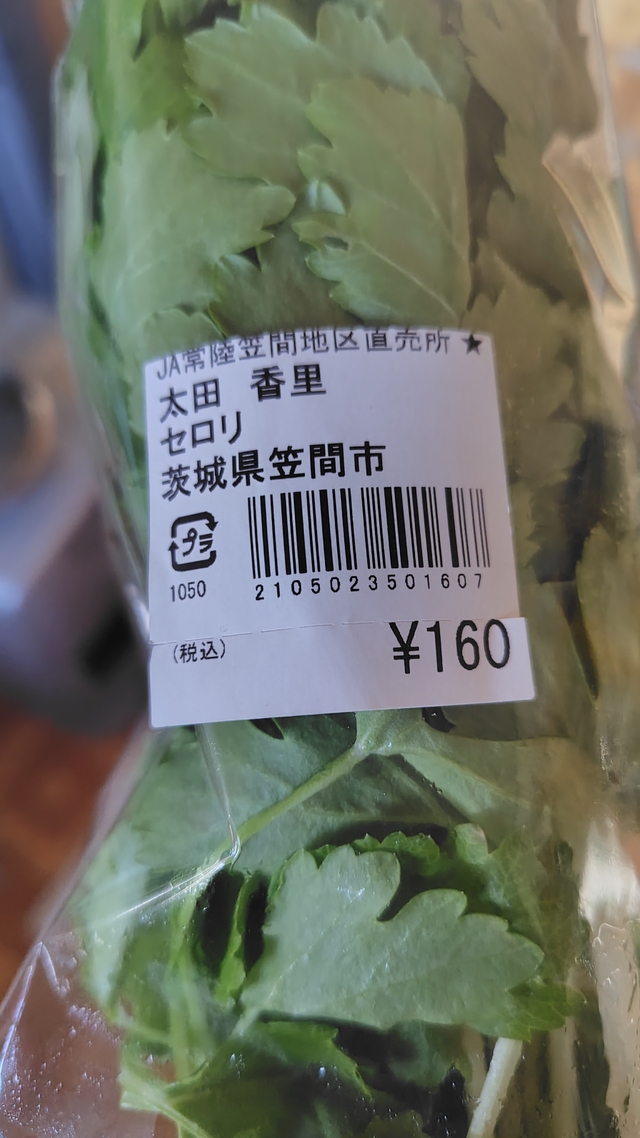 JA常陸笠間地区直売所 ★
太田 香里
セロリ
茨城県笠間市
プラ
1050
2105023501607
(税込) ¥160